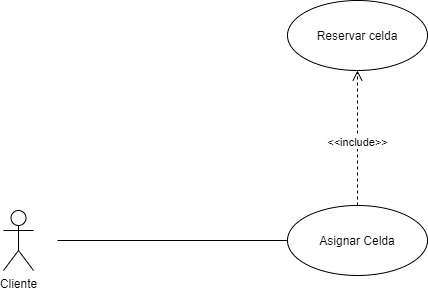 Reservar celda
<<include>>
Asignar Celda
Cliente